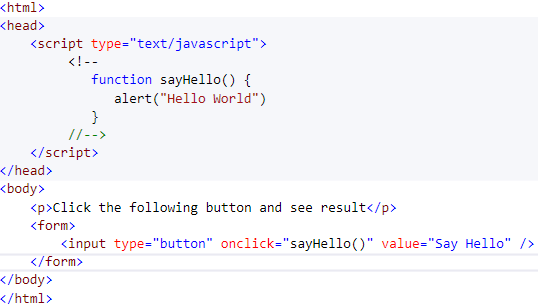 <html>
<head>
<script type="text/javascript">
<!--
function sayHello() {
alert("Hello World")
}
//-->
</script>
</head>
<body>
<p>Click the following button and see result</p>
<form>
<input type="button" onclick="sayHello()" value="Say Hello" />
</form>
</body>
</html>